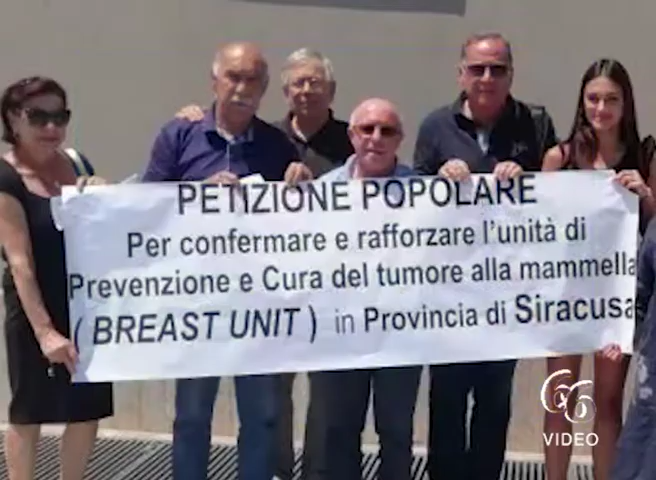 PETIZIONE POPOLARE
Per confermare e rafforzare l'unità di
Prevenzione e Cura del tumore alla mammella
( BREAST UNIT ) in Provincia di Siracusa
66
VIDEO